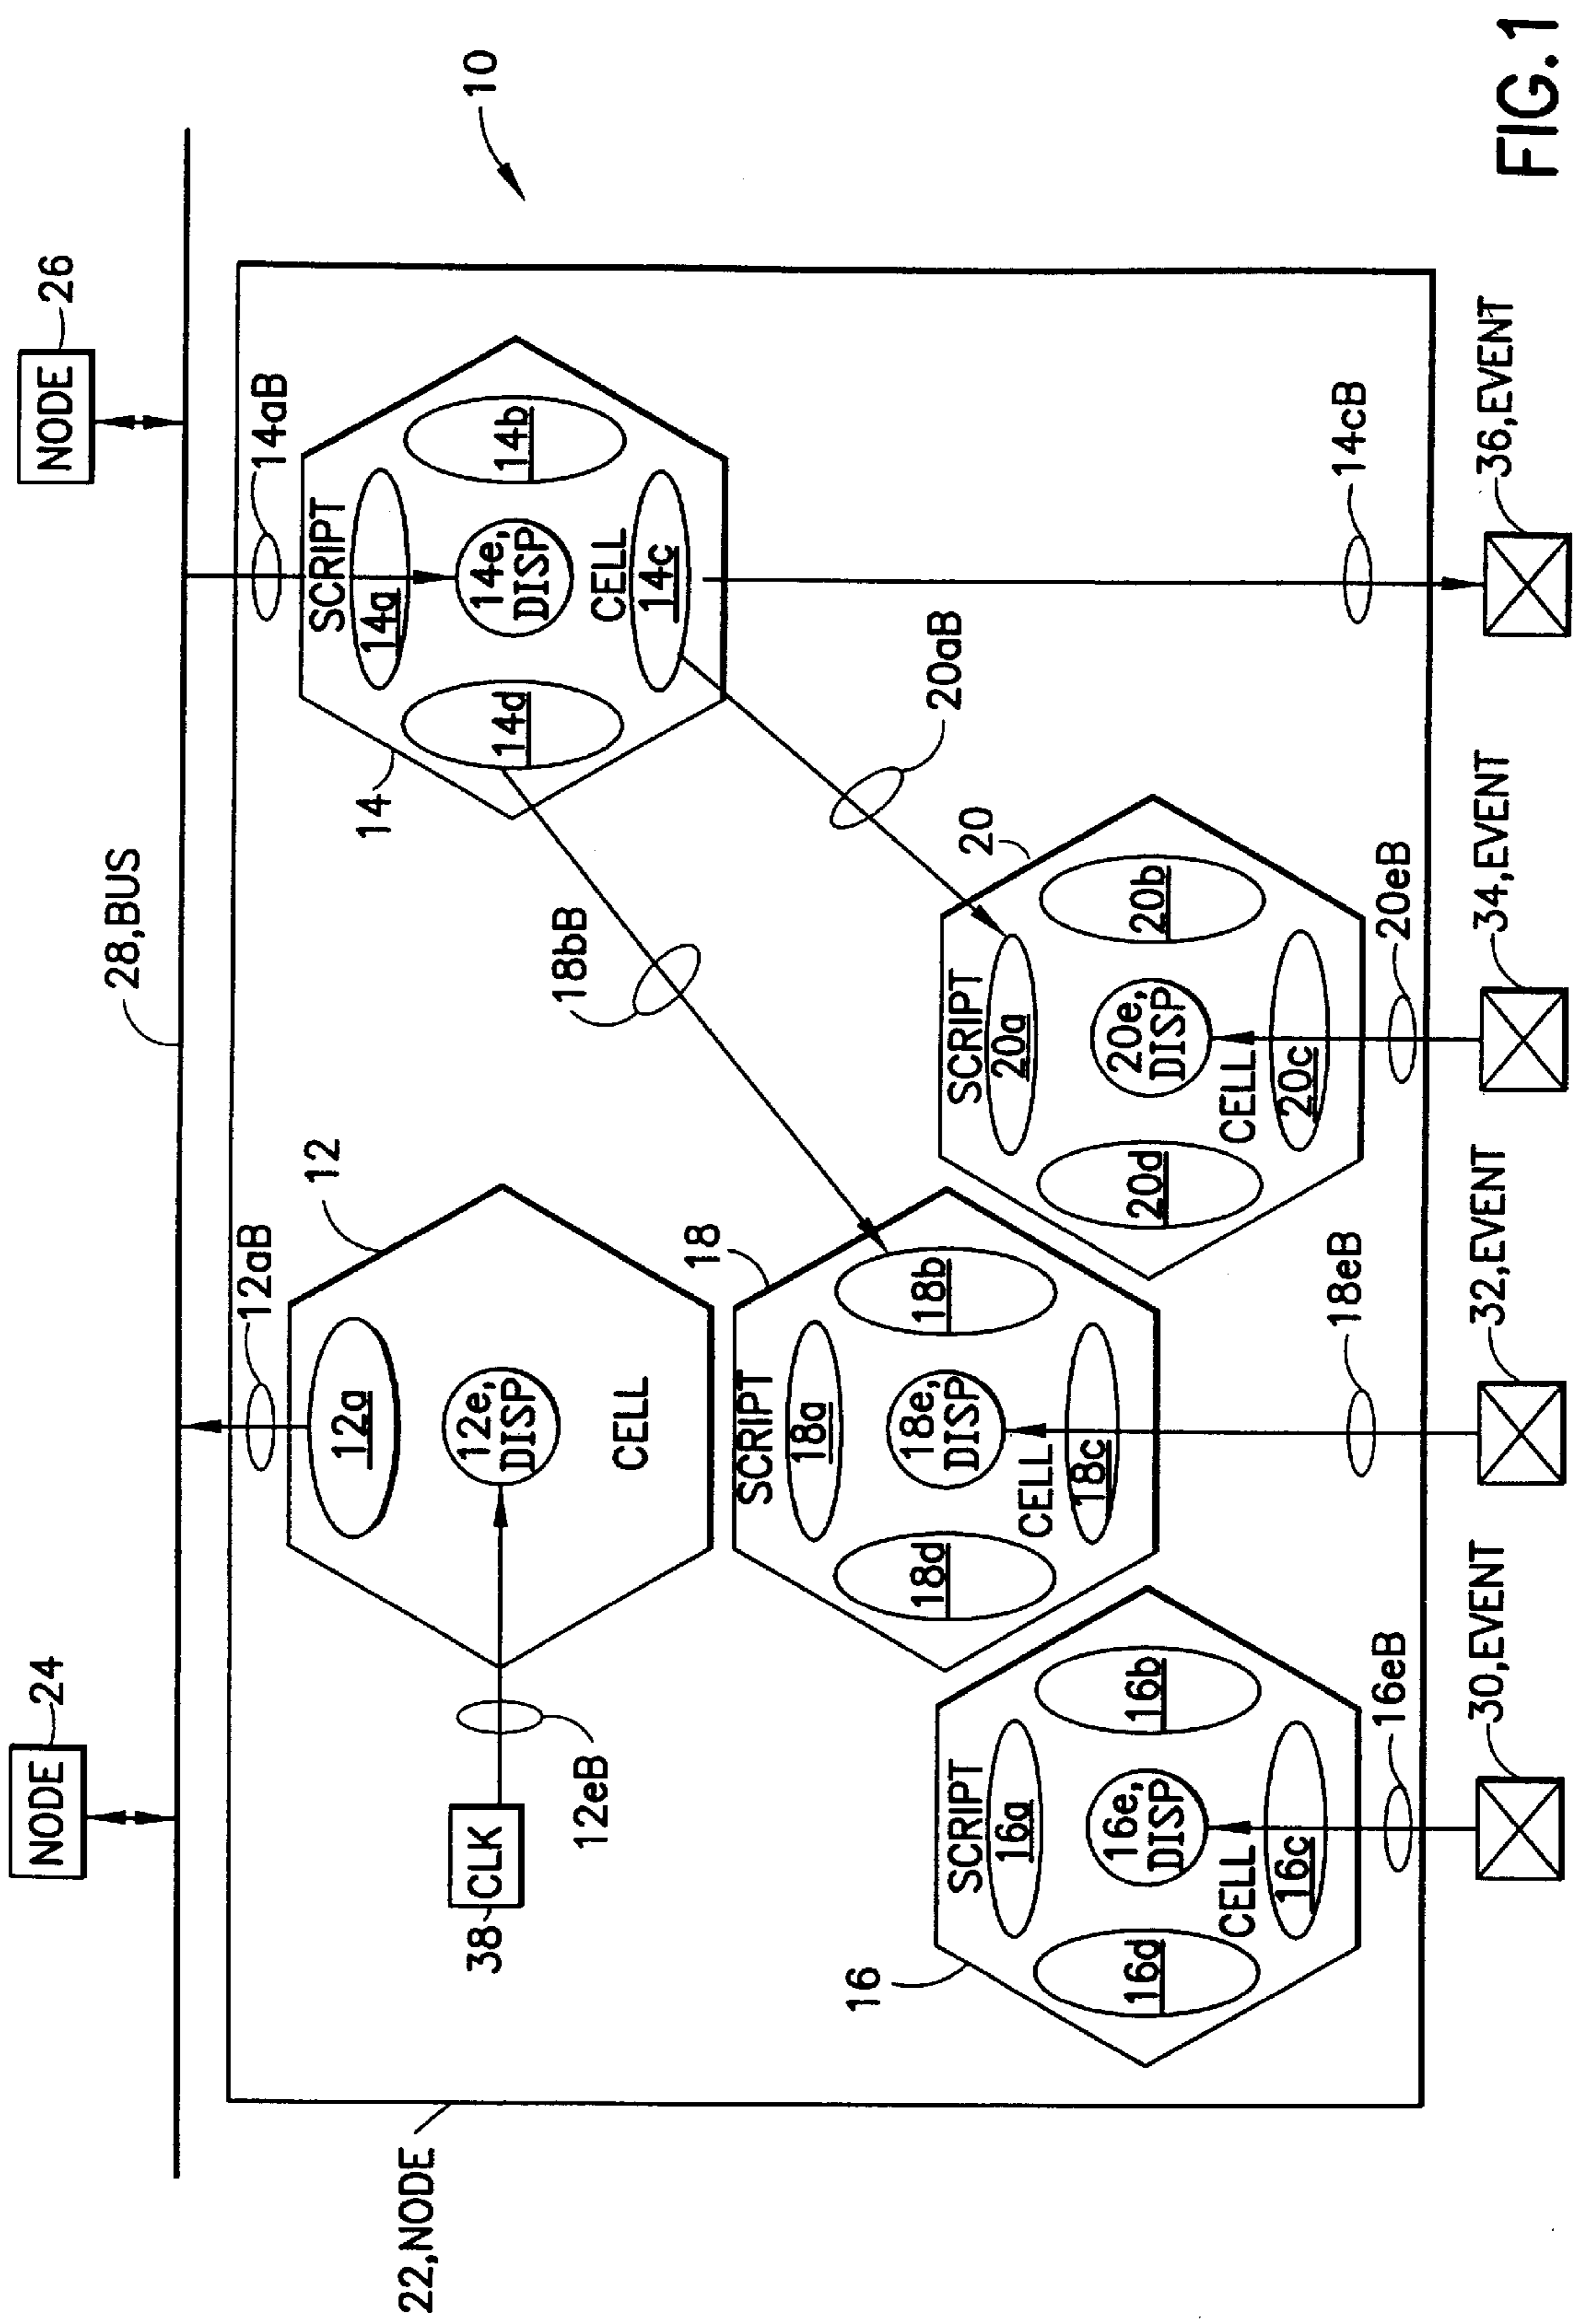 NODE
24
NODE
26
28,BUS
10
12aB
12
14aB
SCRIPT
14a
14b
14d
14e,
DISP
CELL
14c
14
12a
12e,
DISP
CELL
38
CLK
12eB
18bB
20aB
18
SCRIPT
18a
18b
18d
18e,
DISP
CELL
18c
20
SCRIPT
20a
20b
20d
20e,
DISP
CELL
20c
16
SCRIPT
16a
16b
16d
16e,
DISP
CELL
16c
16eB
18eB
20eB
14cB
22,NODE
30,EVENT
32,EVENT
34,EVENT
36,EVENT
FIG.1